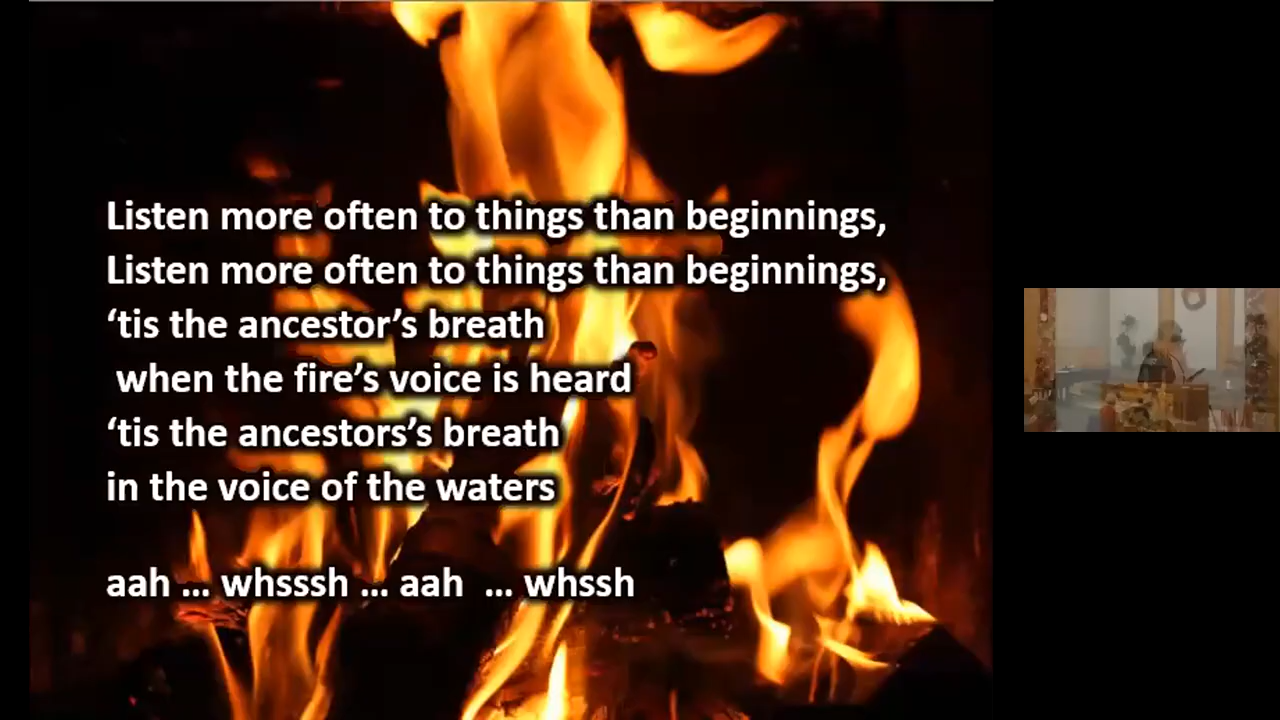 Listen more often to things than beginnings,
Listen more often to things than beginnings,
‘tis the ancestor’s breath
when the fire’s voice is heard
‘tis the ancestors’s breath
in the voice of the waters
aah ... whsssh ... aah ... whssh